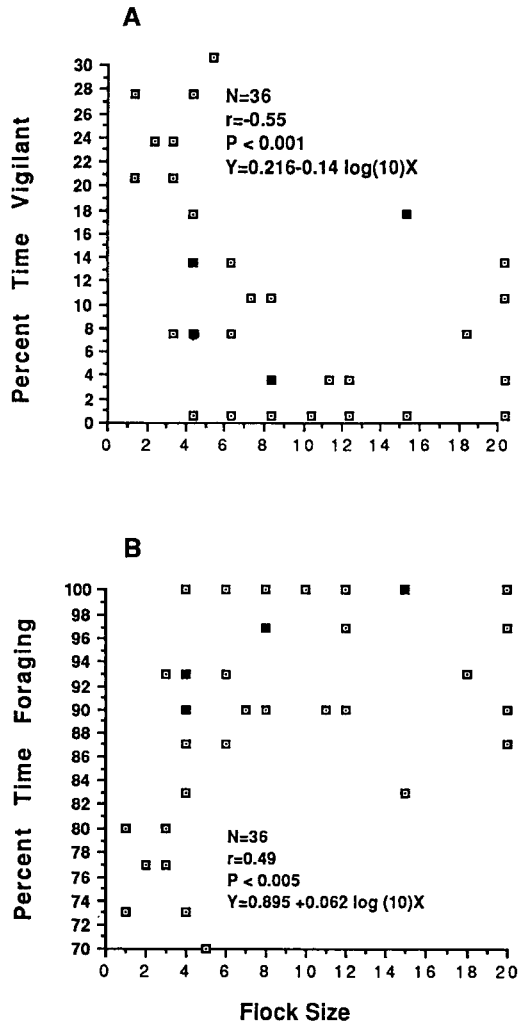 A
Percent Time Vigilant
30
28
26
24
22
20
18
16
14
12
10
8
6
4
2
0
N=36
r=-0.55
P < 0.001
Y=0.216-0.14 log(10)X
0 2 4 6 8 10 12 14 16 18 20
B
Percent Time Foraging
100
98
96
94
92
90
88
86
84
82
80
78
76
74
72
70
N=36
r=0.49
P < 0.005
Y=0.895 +0.062 log (10)X
0 2 4 6 8 10 12 14 16 18 20
Flock Size